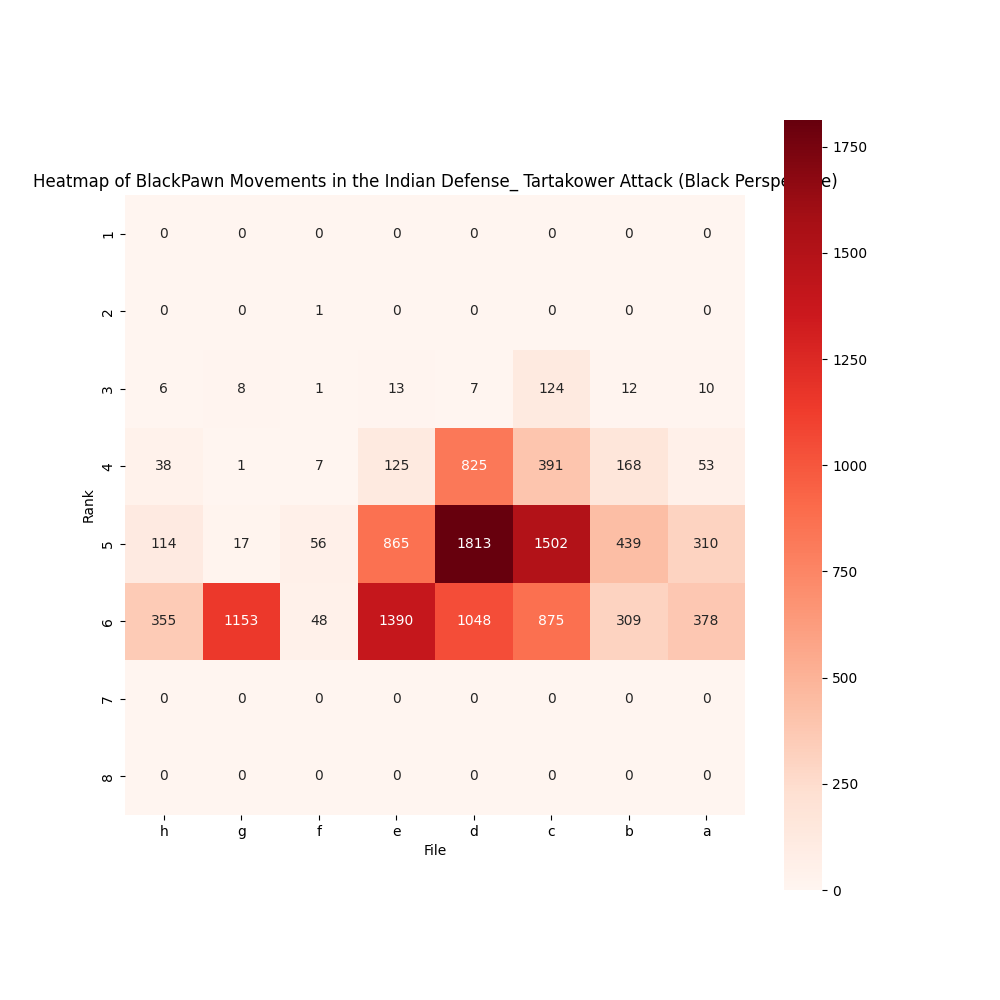 Heatmap of BlackPawn Movements in the Indian Defense_ Tartakower Attack (Black Perspe e)
1750
1500
1250
1000
750
500
250
0
Rank
1 0 0 0 0 0 0 0 0
2 0 0 1 0 0 0 0 0
3 6 8 1 13 7 124 12 10
4 38 1 7 125 825 391 168 53
5 114 17 56 865 1813 1502 439 310
6 355 1153 48 1390 1048 875 309 378
7 0 0 0 0 0 0 0 0
8 0 0 0 0 0 0 0 0
h g f e d c b a
File